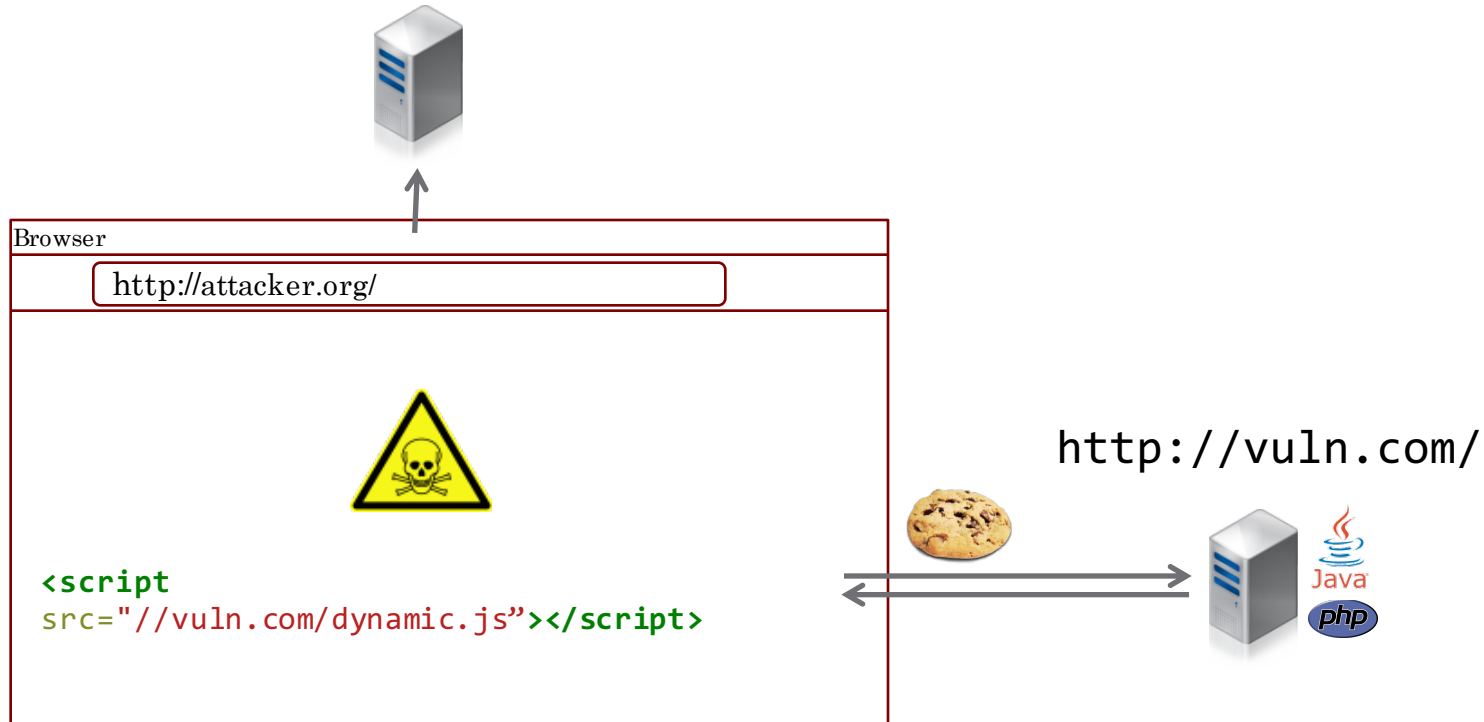 Browser
http://attacker.org/
http://vuln.com/
Java
php
<script
src="//vuln.com/dynamic.js”></script>